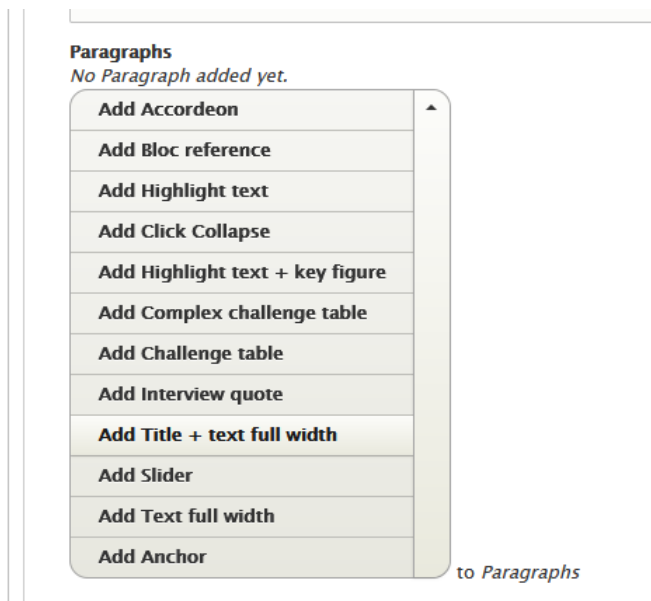 Paragraphs
No Paragraph added yet.
Add Accordeon
Add Bloc reference
Add Highlight text
Add Click Collapse
Add Highlight text + key figure
Add Complex challenge table
Add Challenge table
Add Interview quote
Add Title + text full width
Add Slider
Add Text full width
Add Anchor
to Paragraphs